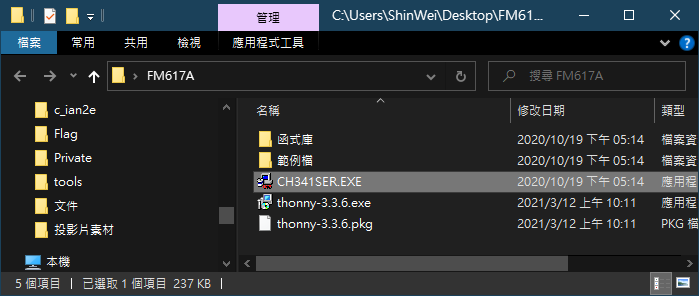 管理
C:\Users\ShinWei\Desktop\FM61...
檔案 常用 共用 檢視 應用程式工具
FM617A
搜尋 FM617A
c_ian2e
Flag
Private
tools
文件
投影片素材
本機
名稱 修改日期 類型
函式庫 2020/10/19 下午 05:14 檔案資
範例檔 2020/10/19 下午 05:14 檔案資
CH341SER.EXE 2020/10/19 下午 05:14 應用程
thonny-3.3.6.exe 2021/3/12 上午 10:11 應用程
thonny-3.3.6.pkg 2021/3/12 上午 10:11 PKG 檔
5 個項目 已選取 1 個項目 237 KB